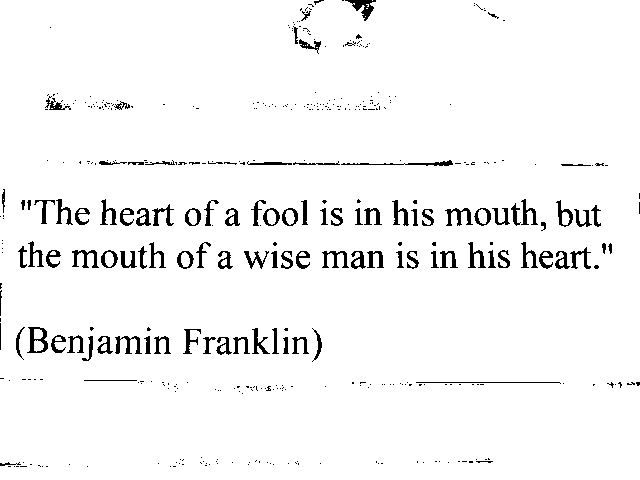 "The heart of a fool is in his mouth, but
the mouth of a wise man is in his heart."
(Benjamin Franklin)